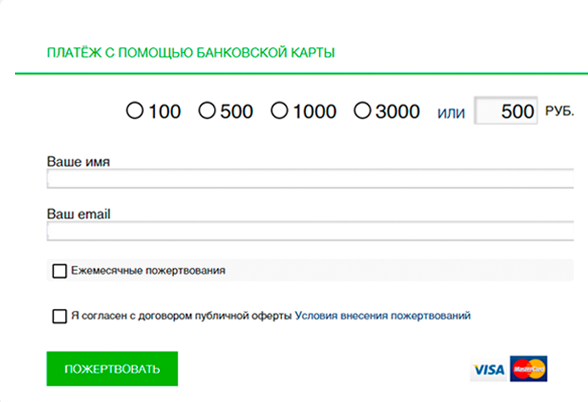 ПЛАТЁЖ С ПОМОЩЬЮ БАНКОВСКОЙ КАРТЫ
100 500 1000 3000 ИЛИ 500 РУБ.
Ваше имя
Ваш email
Ежемесячные пожертвования
Я согласен с договором публичной оферты Условия внесения пожертвований
ПОЖЕРТВОВАТЬ VISA MasterCard